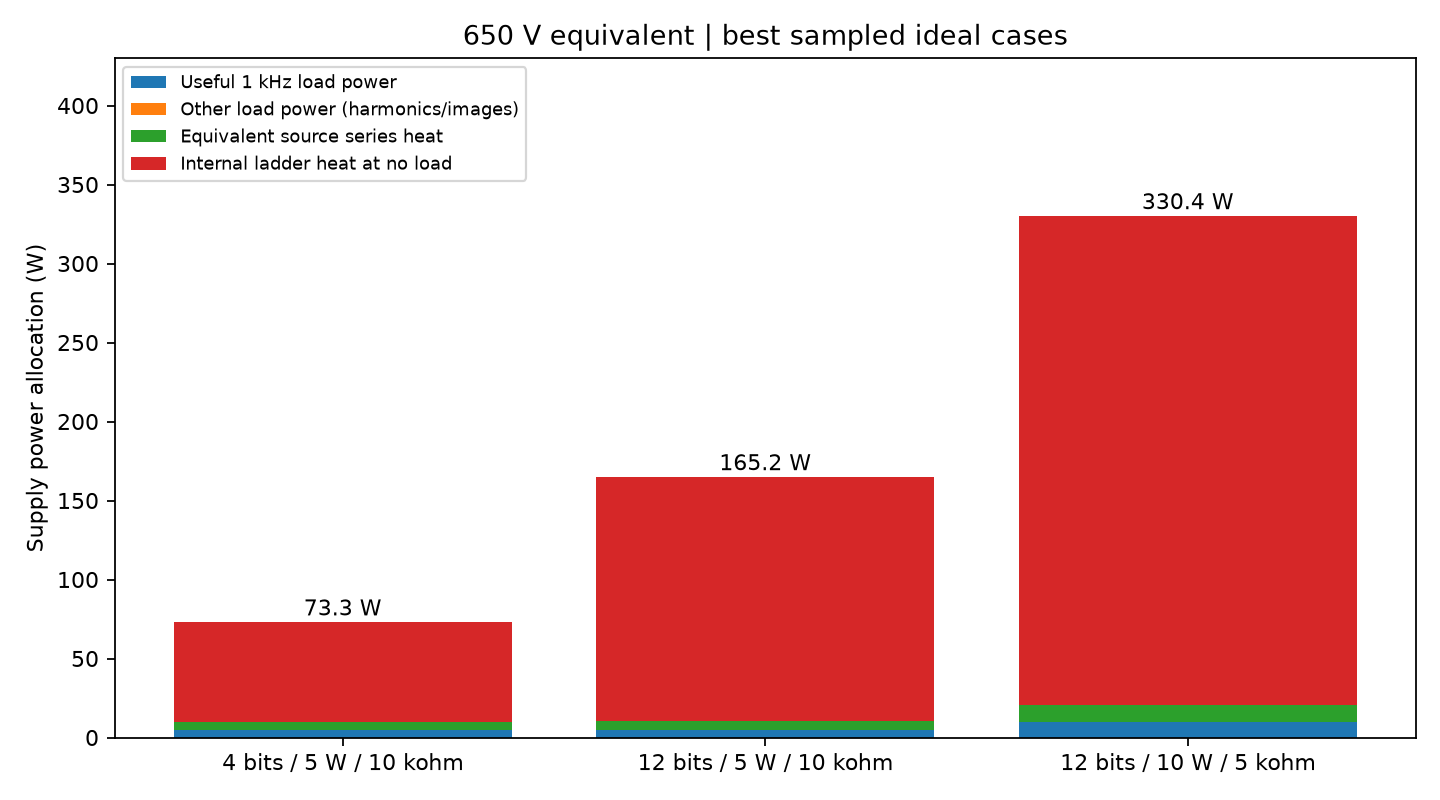 650 V equivalent | best sampled ideal cases
Useful 1 kHz load power
Other load power (harmonics/images)
Equivalent source series heat
Internal ladder heat at no load
Supply power allocation (W)
400
350
300
250
200
150
100
50
0
73.3 W
165.2 W
330.4 W
4 bits / 5 W / 10 kohm
12 bits / 5 W / 10 kohm
12 bits / 10 W / 5 kohm